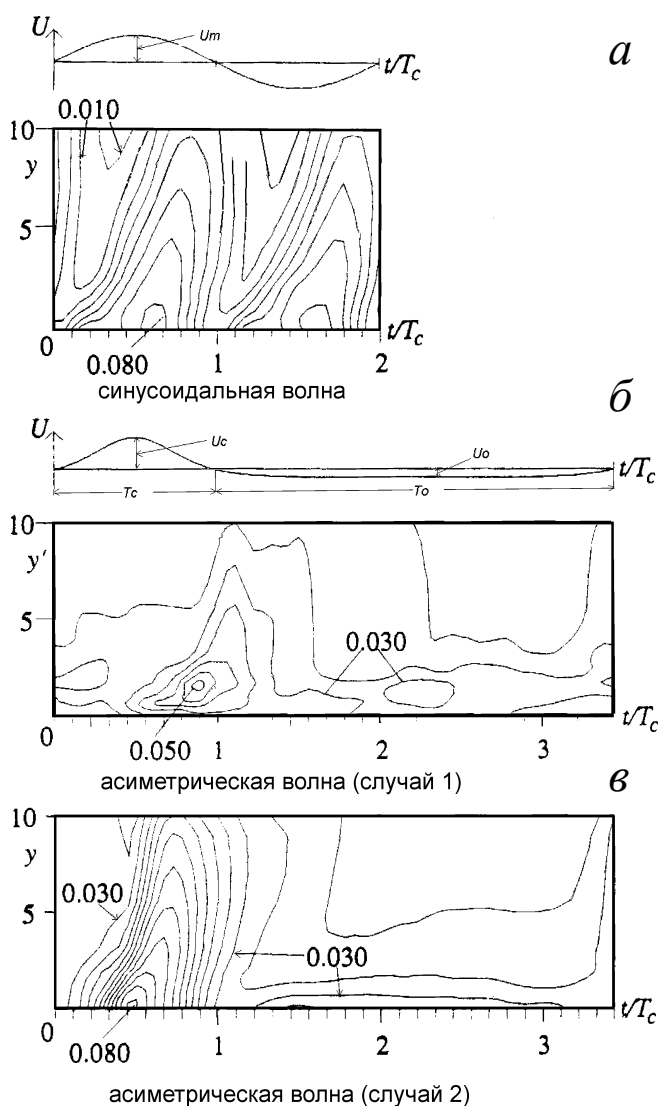 U Um t/Tc а
0.010
10
y
5
0 1 2 t/Tc
0.080
синусоидальная волна
б
U Uc Uo t/Tc
Tc To
10
y'
5
0.030
0 1 2 3 t/Tc
0.050
асиметрическая волна (случай 1)
в
10
y
0.030
5
0.030
0 1 2 3 t/Tc
0.080
асиметрическая волна (случай 2)